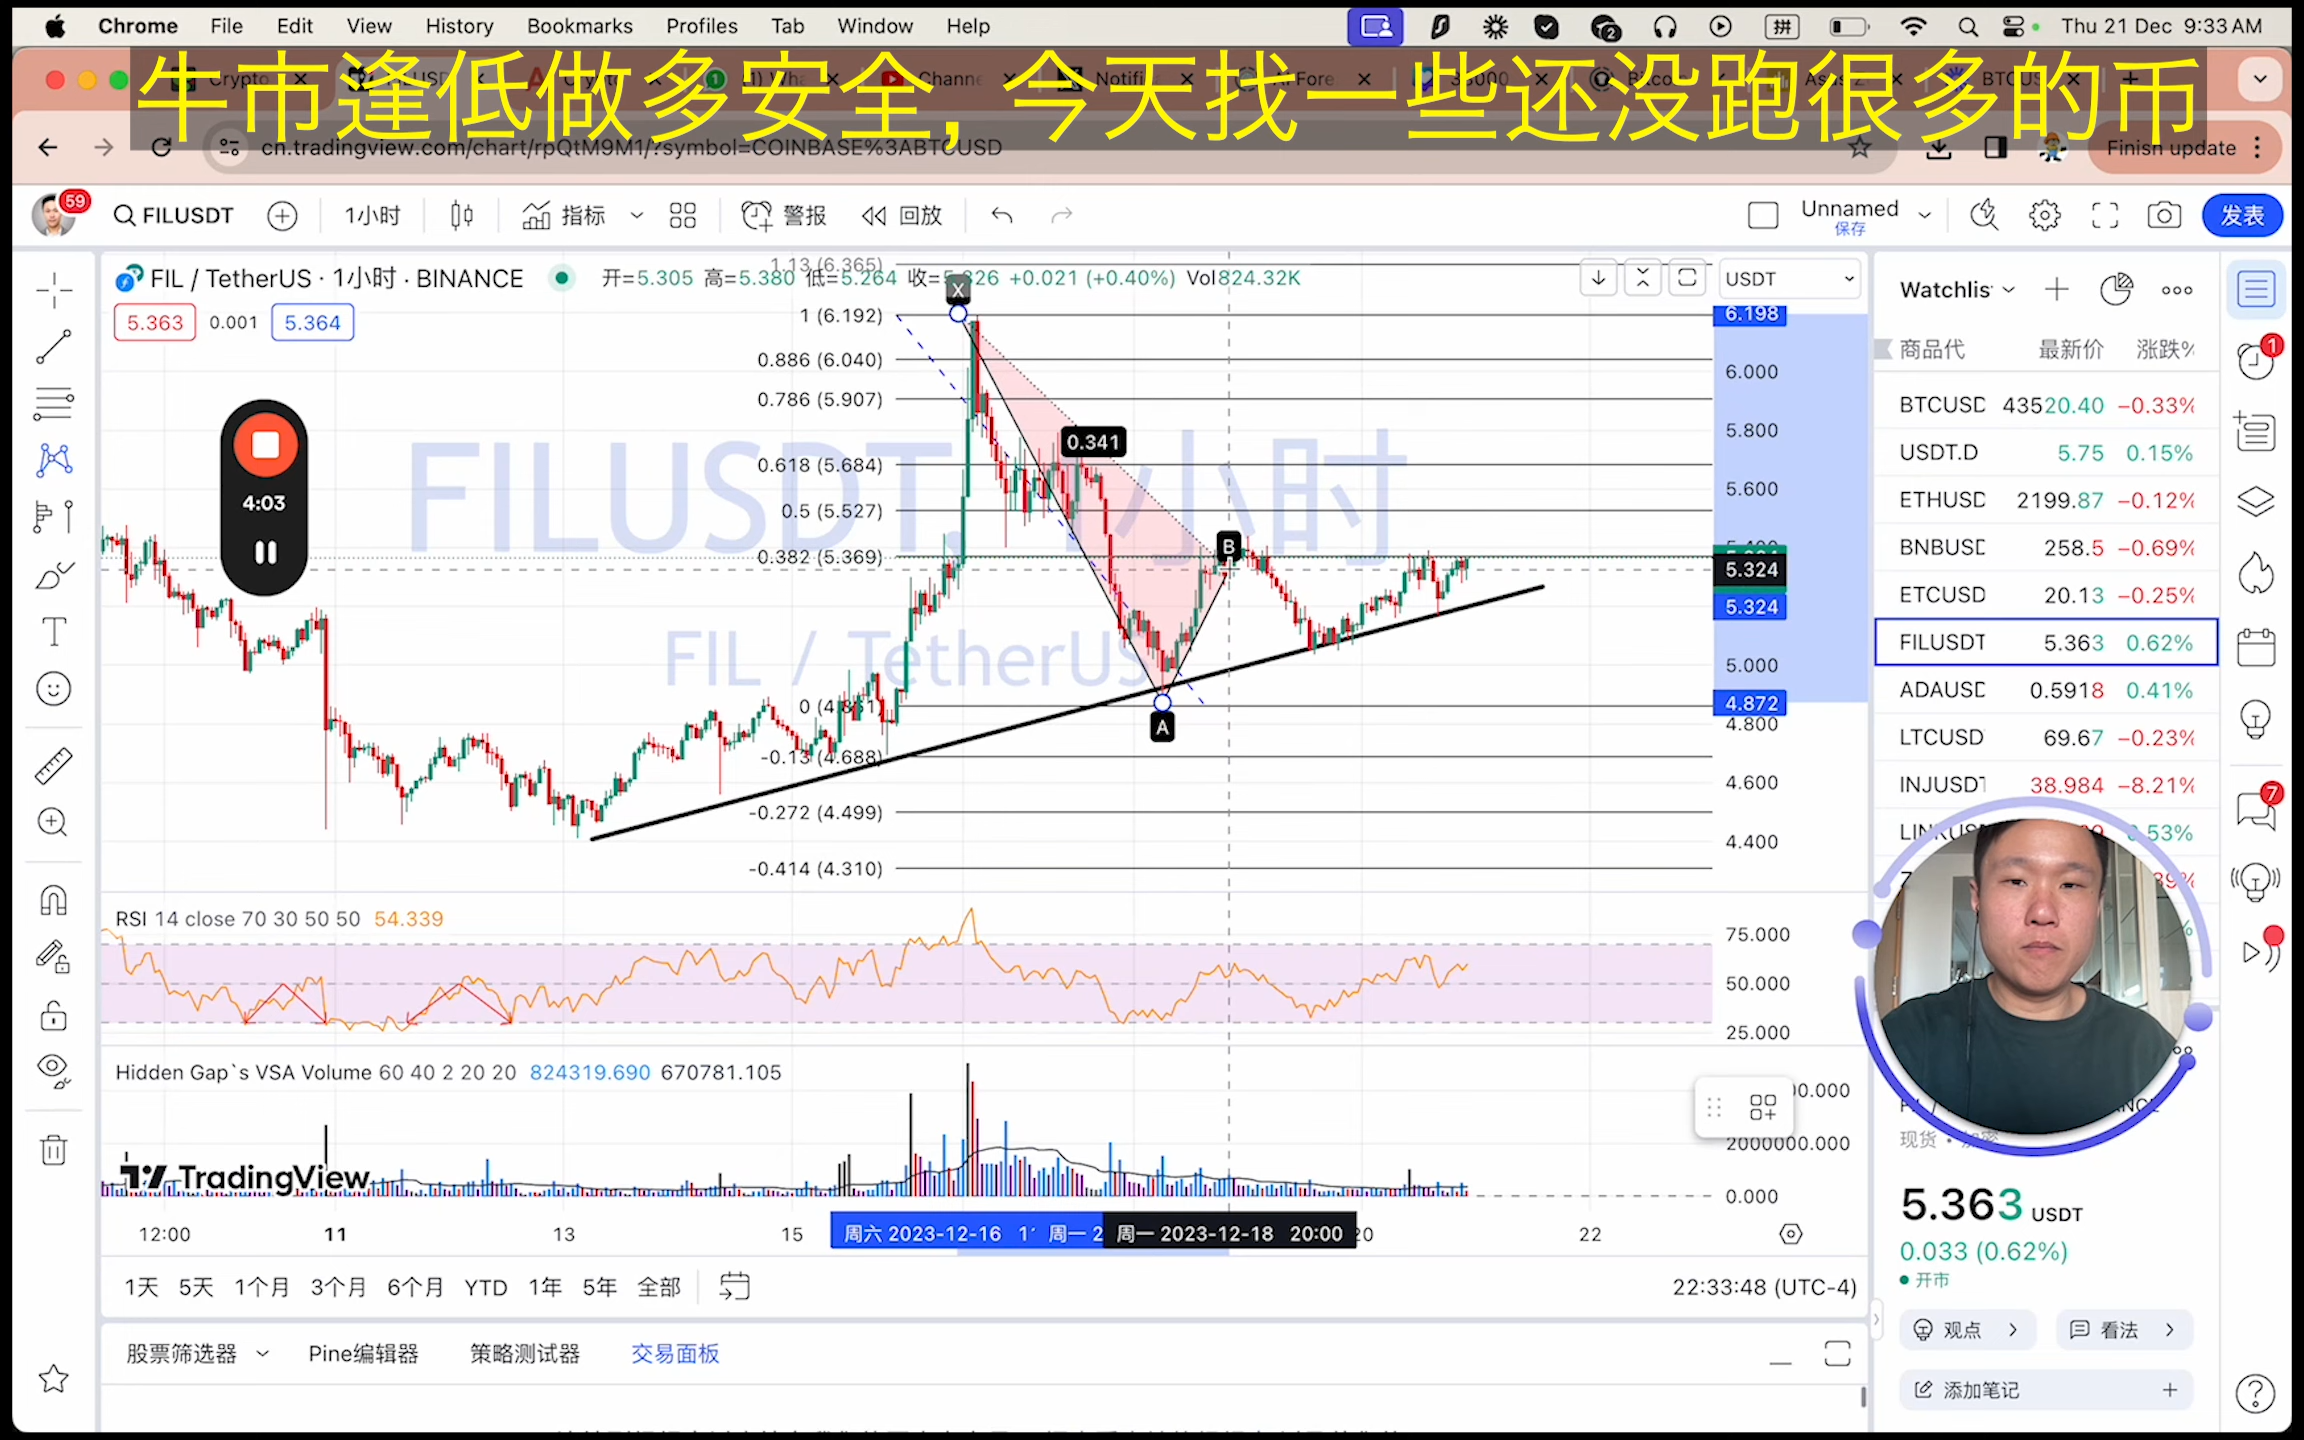 Chrome File Edit View History Bookmarks Profiles Tab Window Help
Thu 21 Dec 9:33 AM
牛市逢低做多安全, 今天找一些还没跑很多的币
cn.tradingview.com/chart/rpQtM9M1/?symbol=COINBASE%3ABTCUSD
Finish update
59
FILUSDT
1小时
指标
警报
回放
Unnamed
保存
发表
FIL / TetherUS · 1小时 · BINANCE
开=5.305 高=5.380 低=5.264 收=5.326 +0.021 (+0.40%) Vol824.32K
USDT
5.363 0.001 5.364
1.13 (6.365)
1 (6.192)
0.886 (6.040)
0.786 (5.907)
0.618 (5.684)
0.5 (5.527)
0.382 (5.369)
-0.13 (4.688)
-0.272 (4.499)
-0.414 (4.310)
X
0.341
B
A
FILUSDT, 1小时
FIL / TetherUS
4:03
6.198
6.000
5.800
5.600
5.324
5.324
5.000
4.872
4.800
4.600
4.400
RSI 14 close 70 30 50 50 54.339
75.000
50.000
25.000
Hidden Gap`s VSA Volume 60 40 2 20 20 824319.690 670781.105
2000000.000
0.000
TradingView
12:00 11 13 15
周六 2023-12-16
周一 2023-12-18 20:00
20 22
1天 5天 1个月 3个月 6个月 YTD 1年 5年 全部
22:33:48 (UTC-4)
股票筛选器 Pine编辑器 策略测试器 交易面板
Watchlis
商品代 最新价 涨跌%
BTCUSD 43520.40 −0.33%
USDT.D 5.75 0.15%
ETHUSD 2199.87 −0.12%
BNBUSD 258.5 −0.69%
ETCUSD 20.13 −0.25%
FILUSDT 5.363 0.62%
ADAUSD 0.5918 0.41%
LTCUSD 69.67 −0.23%
INJUSDT 38.984 −8.21%
现货
5.363 USDT
0.033 (0.62%)
开市
观点
看法
添加笔记
1
7